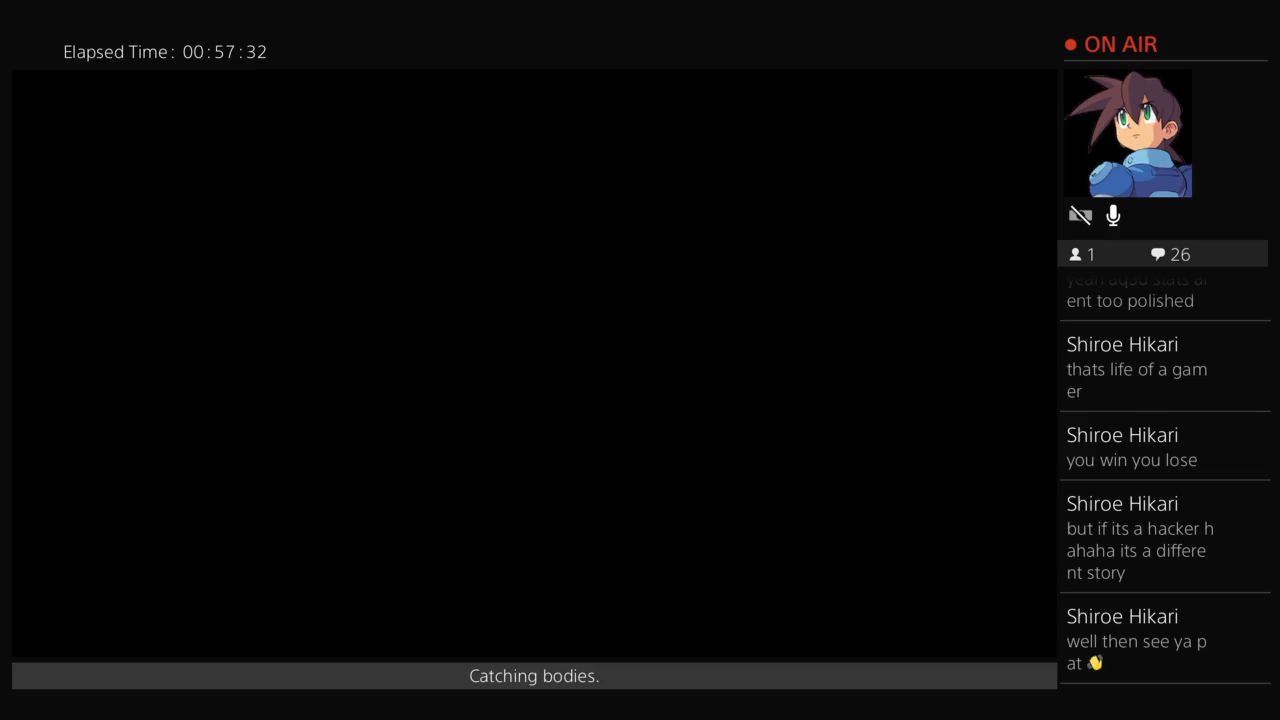 Elapsed Time: 00:57:32
ON AIR
1 26
ent too polished
Shiroe Hikari
thats life of a gam
er
Shiroe Hikari
you win you lose
Shiroe Hikari
but if its a hacker h
ahaha its a differe
nt story
Shiroe Hikari
well then see ya p
at
Catching bodies.